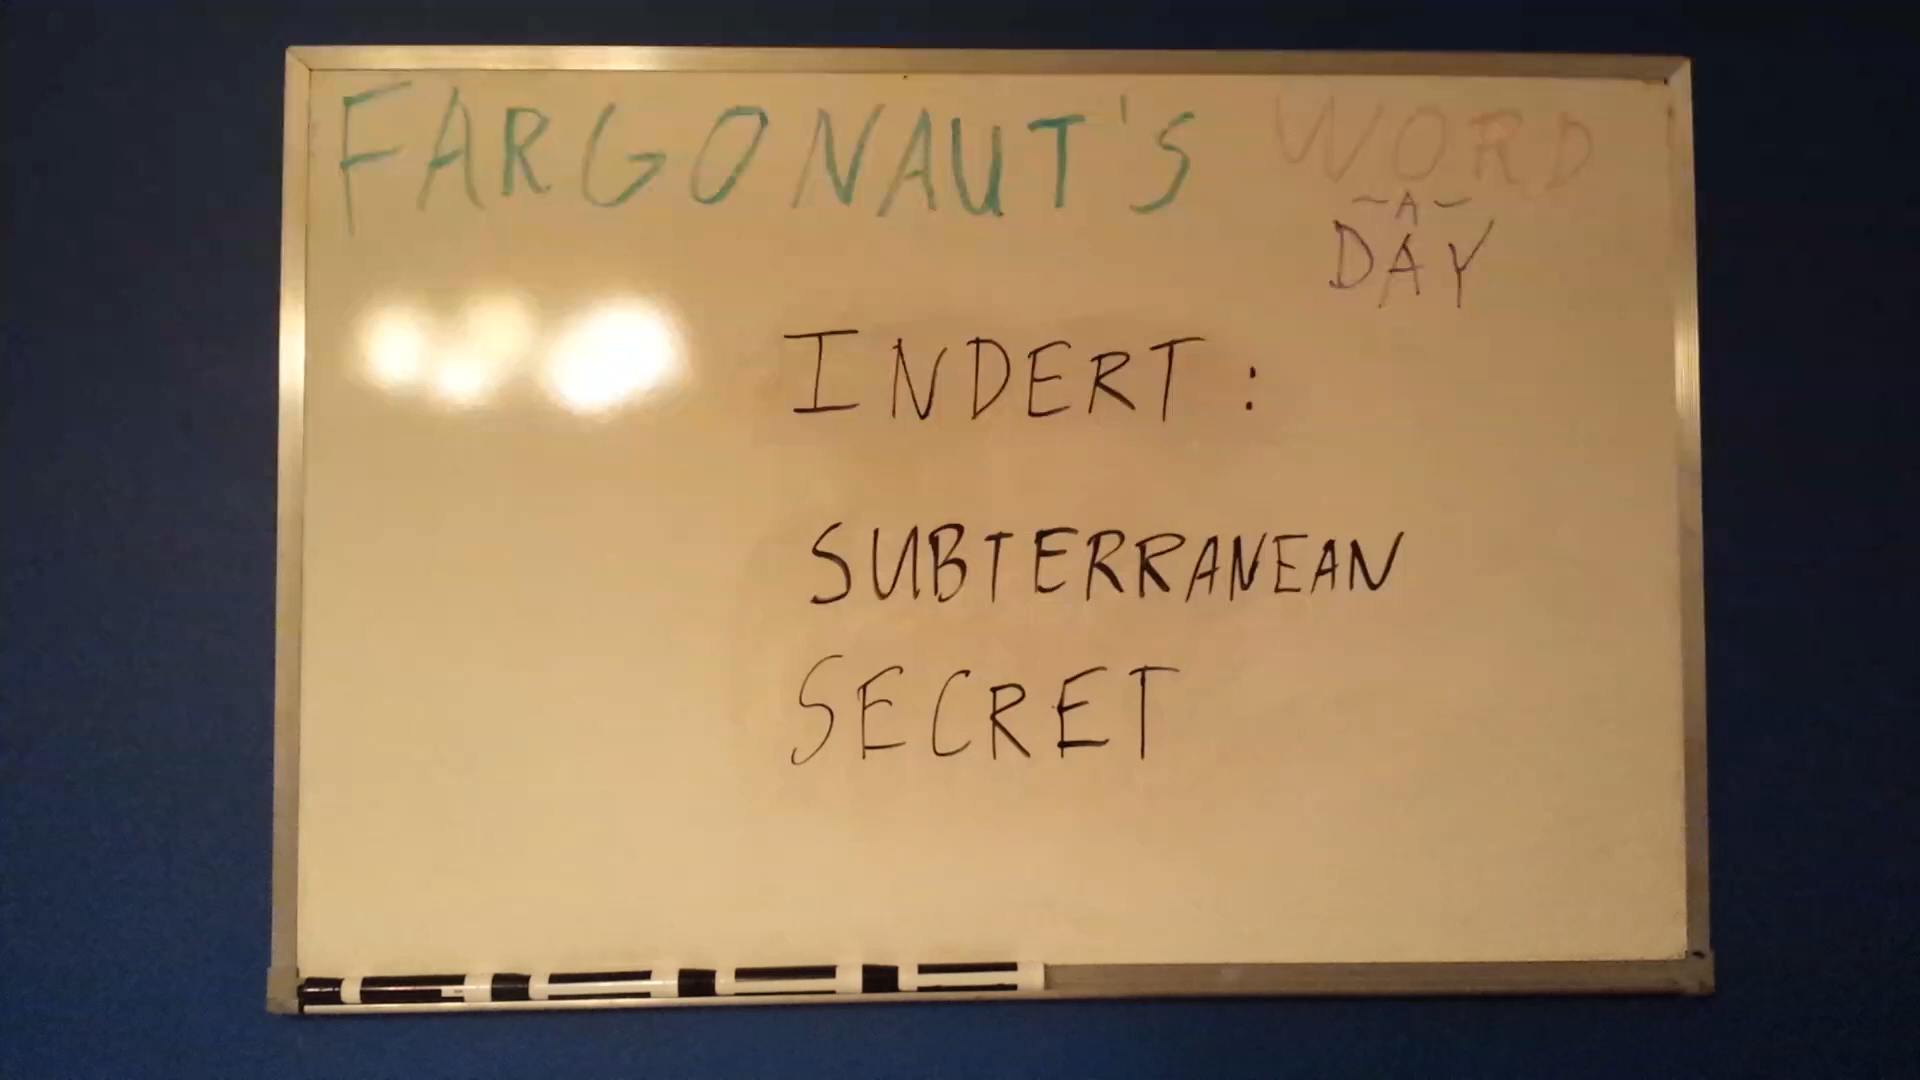 FARGONAUT'S WORD
~A~
DAY
INDERT:
SUBTERRANEAN
SECRET